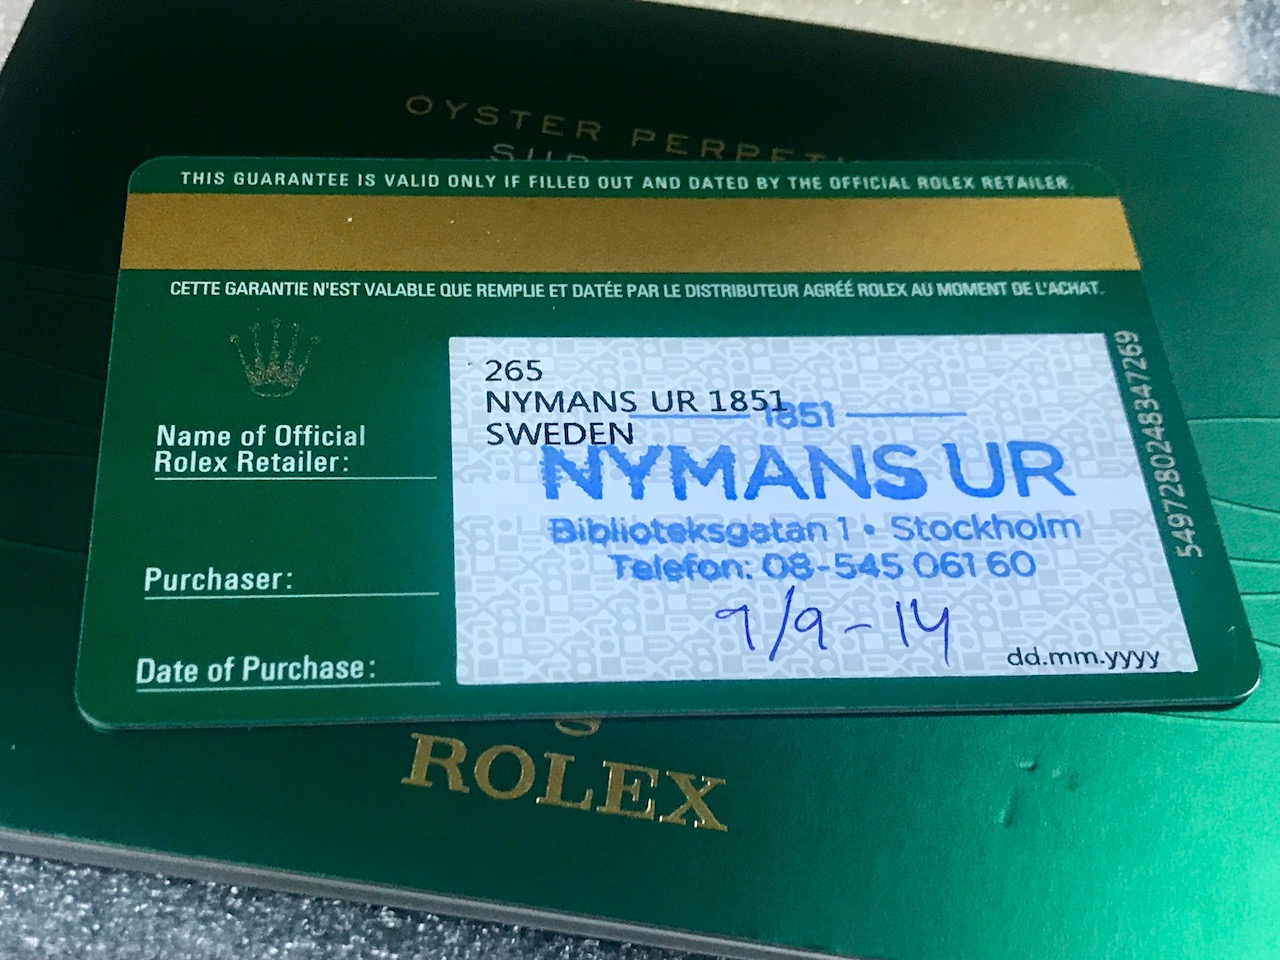 OYSTER PERPETU
THIS GUARANTEE IS VALID ONLY IF FILLED OUT AND DATED BY THE OFFICIAL ROLEX RETAILER.
CETTE GARANTIE N'EST VALABLE QUE REMPLIE ET DATÉE PAR LE DISTRIBUTEUR AGRÉÉ ROLEX AU MOMENT DE L'ACHAT.
265
NYMANS UR 1851
SWEDEN
1851
NYMANS UR
Biblioteksgatan 1 • Stockholm
Telefon: 08-545 061 60
9/9-14
dd.mm.yyyy
Name of Official
Rolex Retailer:
Purchaser:
Date of Purchase:
5497280248347269
ROLEX